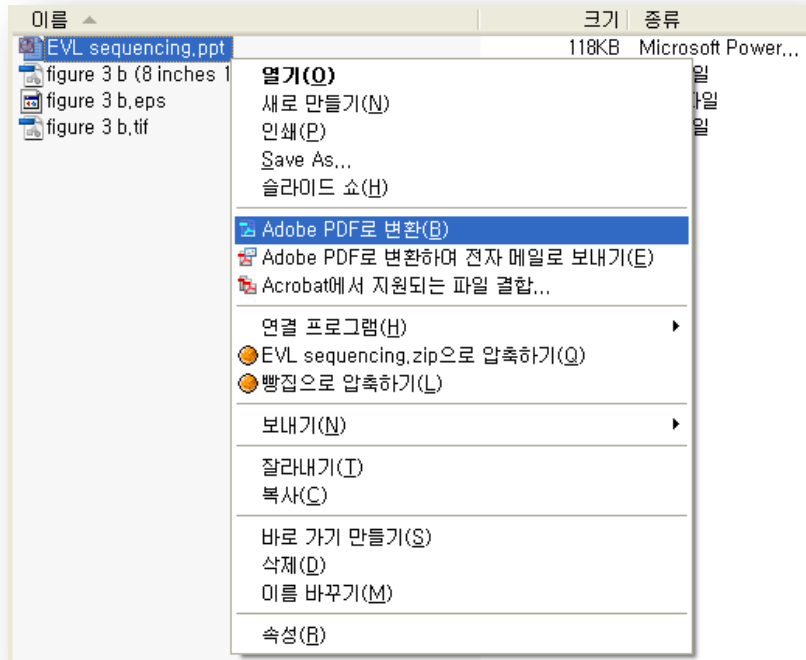 이름 크기 종류
EVL sequencing.ppt 118KB Microsoft Power...
figure 3 b (8 inches 1 일
figure 3 b.eps 파일
figure 3 b.tif 일
열기(O)
새로 만들기(N)
인쇄(P)
Save As...
슬라이드 쇼(H)
Adobe PDF로 변환(B)
Adobe PDF로 변환하여 전자 메일로 보내기(E)
Acrobat에서 지원되는 파일 결합...
연결 프로그램(H)
EVL sequencing.zip으로 압축하기(Q)
빵집으로 압축하기(L)
보내기(N)
잘라내기(T)
복사(C)
바로 가기 만들기(S)
삭제(D)
이름 바꾸기(M)
속성(R)